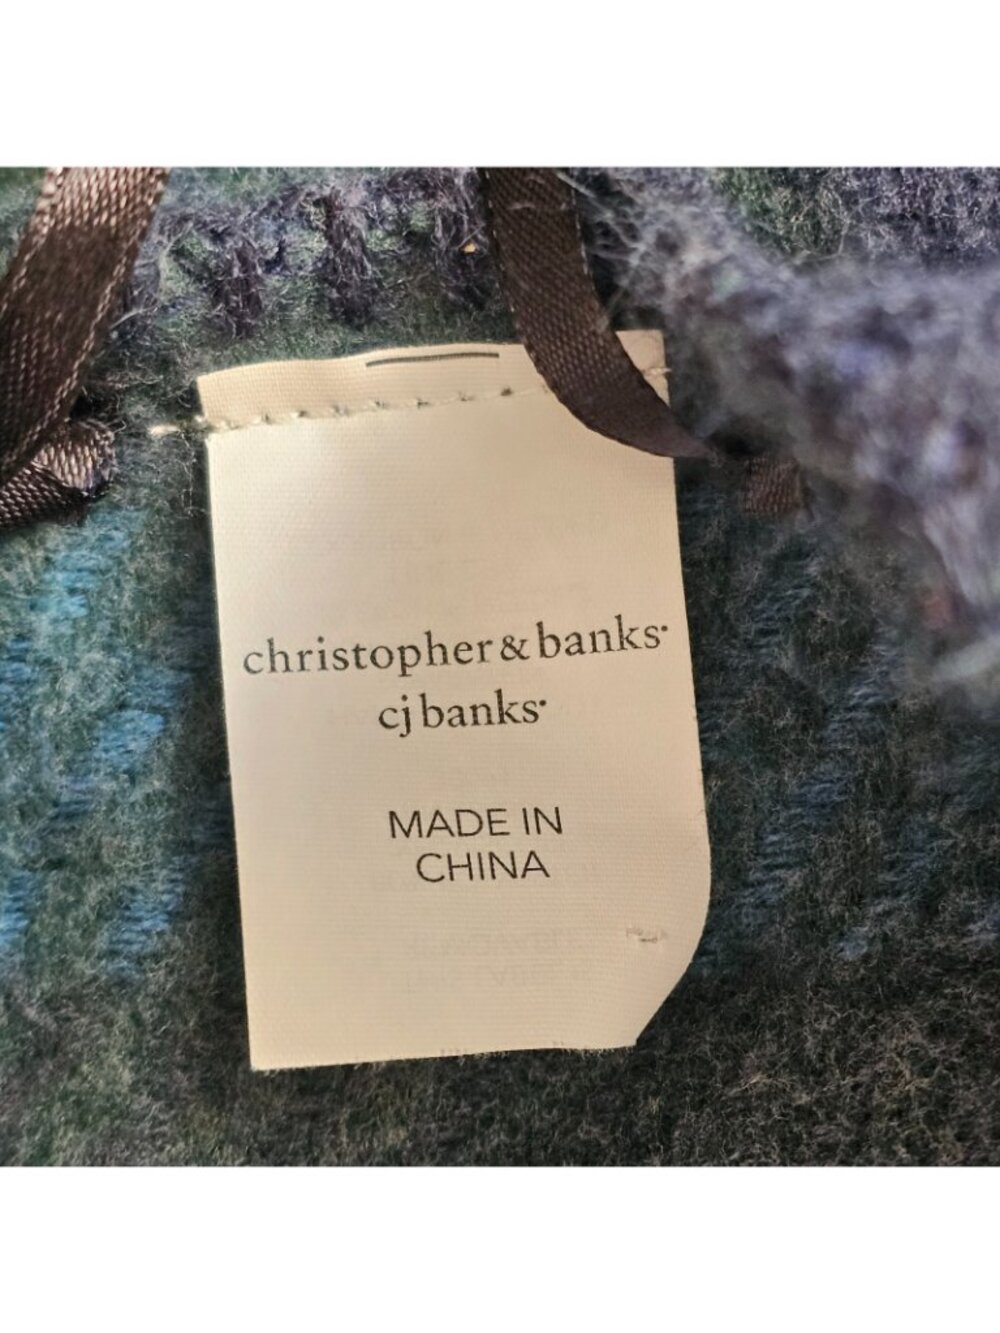 christopher & banks
cj banks
MADE IN
CHINA